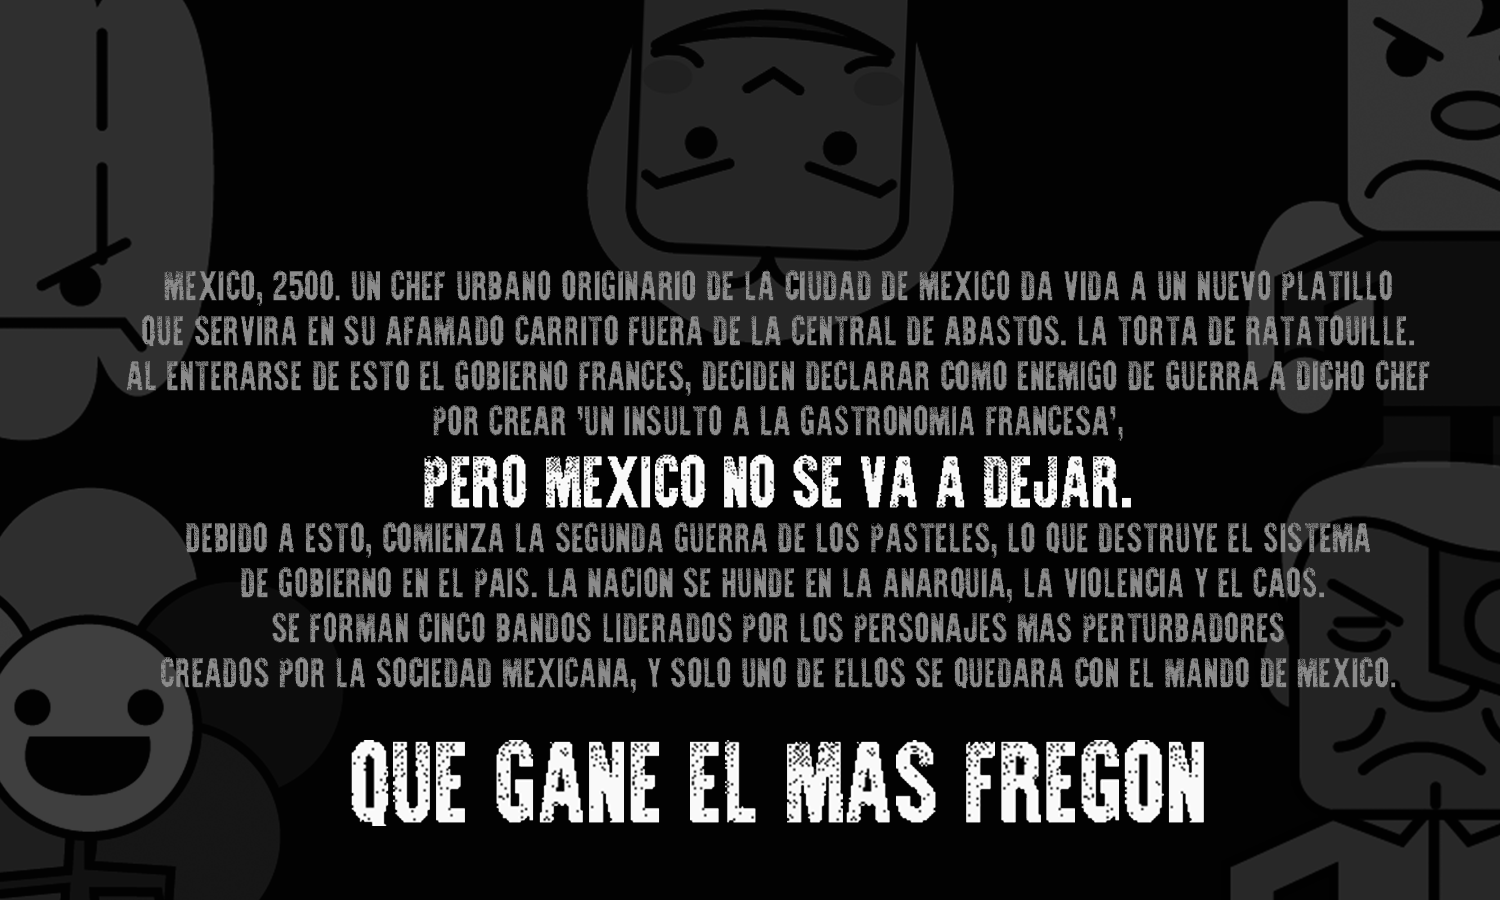 MEXICO, 2500. UN CHEF URBANO ORIGINARIO DE LA CIUDAD DE MEXICO DA VIDA A UN NUEVO PLATILLO
QUE SERVIRA EN SU AFAMADO CARRITO FUERA DE LA CENTRAL DE ABASTOS. LA TORTA DE RATATOUILLE.
AL ENTERARSE DE ESTO EL GOBIERNO FRANCES, DECIDEN DECLARAR COMO ENEMIGO DE GUERRA A DICHO CHEF
POR CREAR 'UN INSULTO A LA GASTRONOMIA FRANCESA',
PERO MEXICO NO SE VA A DEJAR.
DEBIDO A ESTO, COMIENZA LA SEGUNDA GUERRA DE LOS PASTELES, LO QUE DESTRUYE EL SISTEMA
DE GOBIERNO EN EL PAIS. LA NACION SE HUNDE EN LA ANARQUIA, LA VIOLENCIA Y EL CAOS.
SE FORMAN CINCO BANDOS LIDERADOS POR LOS PERSONAJES MAS PERTURBADORES
CREADOS POR LA SOCIEDAD MEXICANA, Y SOLO UNO DE ELLOS SE QUEDARA CON EL MANDO DE MEXICO.
QUE GANE EL MAS FREGON